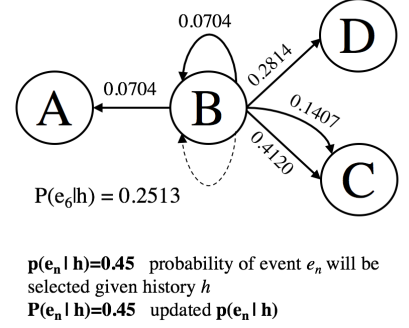 0.0704
D
0.2814
0.0704
A
B
0.1407
0.4120
C
P(e₆|h) = 0.2513
p(eₙ | h)=0.45 probability of event eₙ will be
selected given history h
P(eₙ | h)=0.45 updated p(eₙ | h)